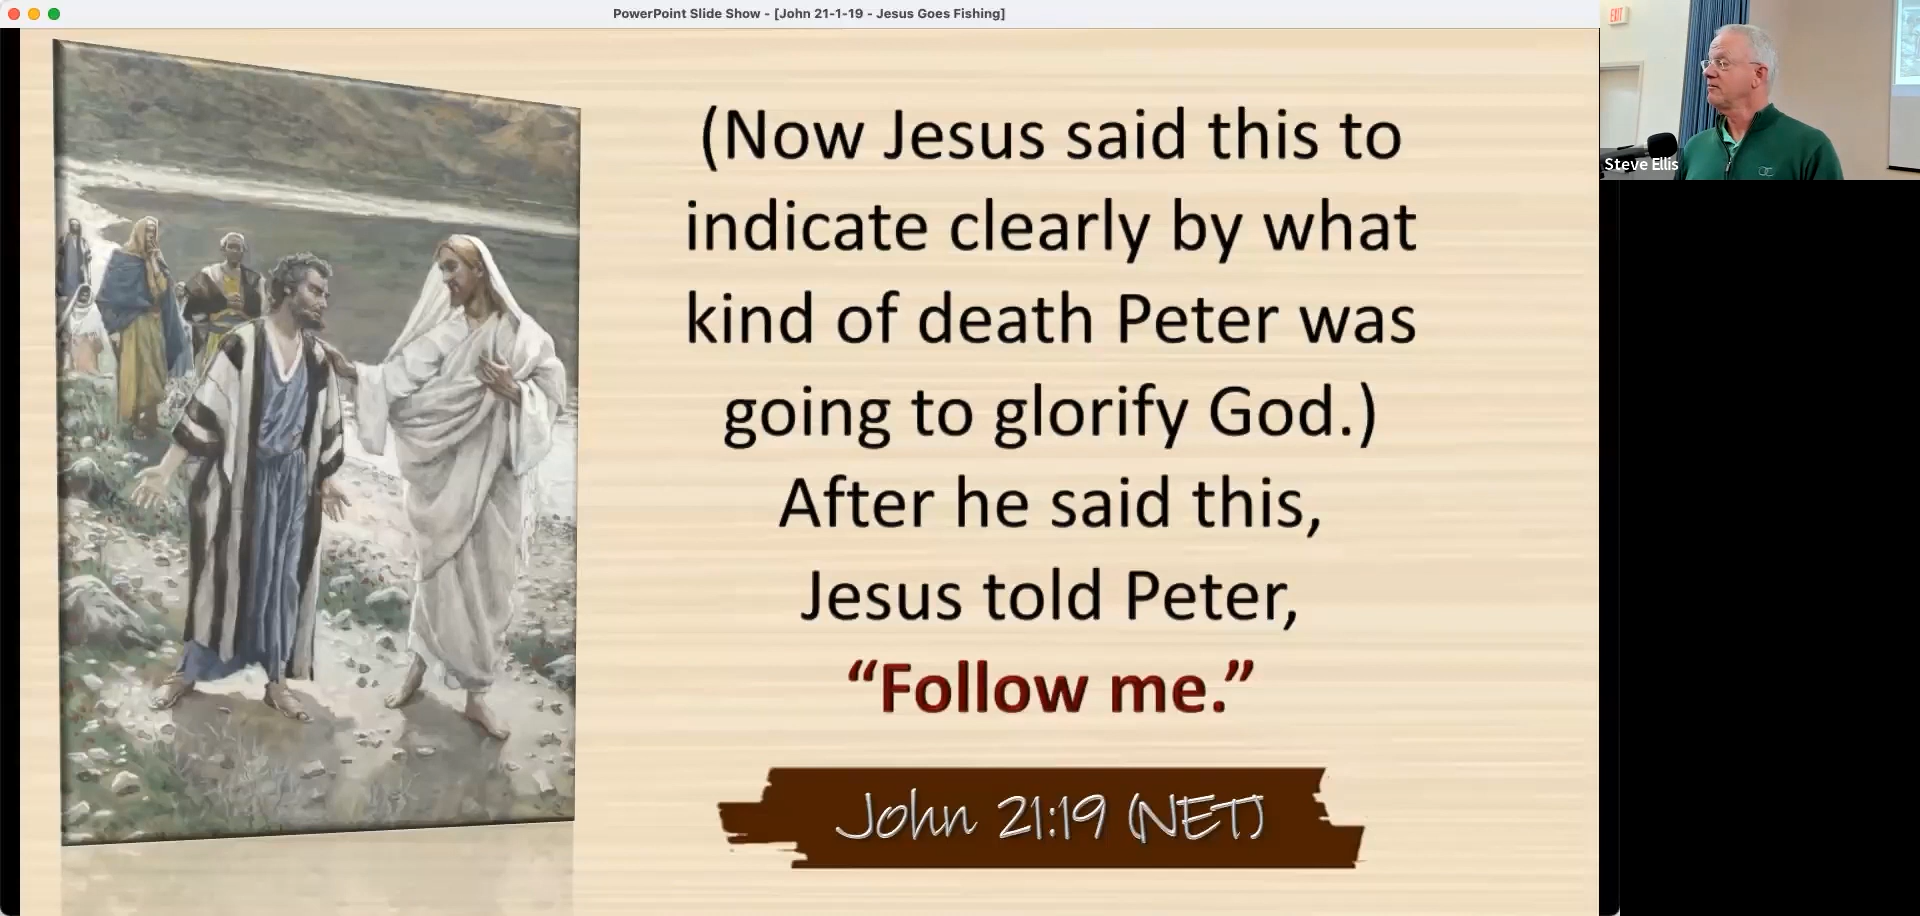 PowerPoint Slide Show - [John 21-1-19 - Jesus Goes Fishing]
EXIT
Steve Ellis
(Now Jesus said this to
indicate clearly by what
kind of death Peter was
going to glorify God.)
After he said this,
Jesus told Peter,
“Follow me.”
John 21:19 (NET)